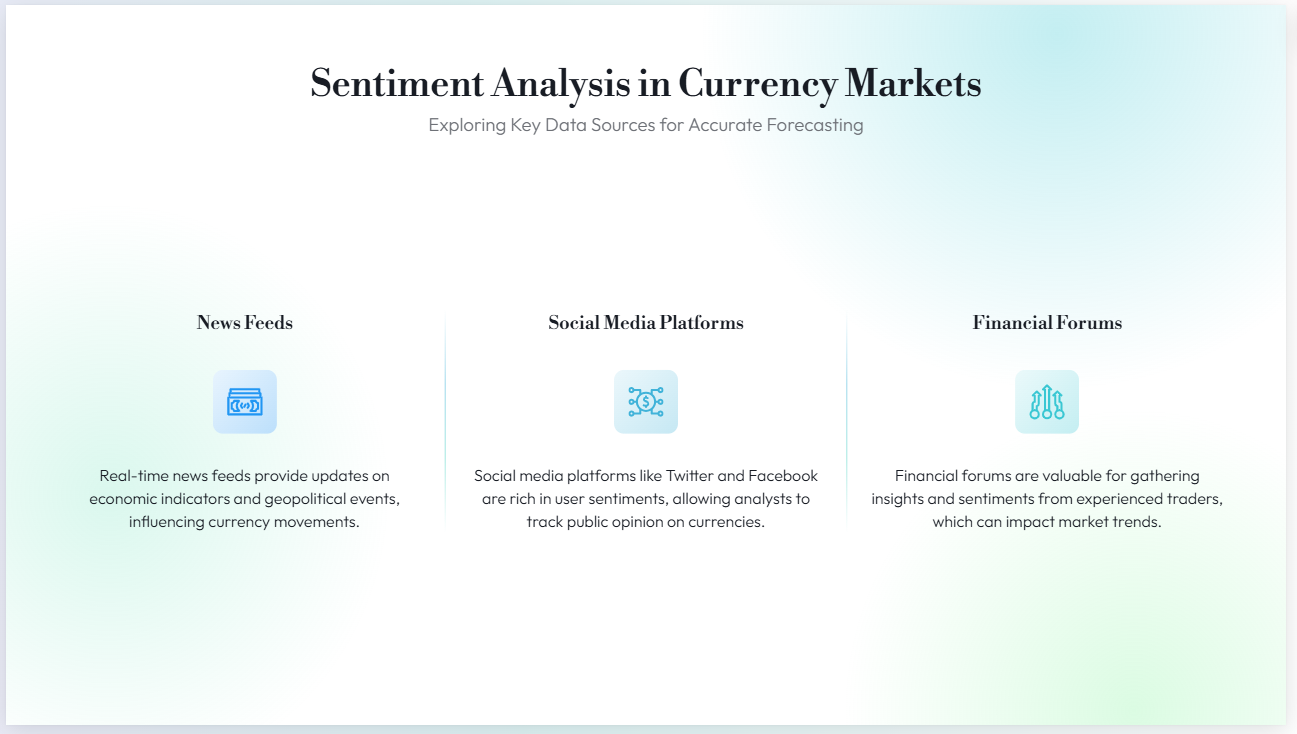 Sentiment Analysis in Currency Markets
Exploring Key Data Sources for Accurate Forecasting
News Feeds
Real-time news feeds provide updates on
economic indicators and geopolitical events,
influencing currency movements.
Social Media Platforms
$
Social media platforms like Twitter and Facebook
are rich in user sentiments, allowing analysts to
track public opinion on currencies.
Financial Forums
Financial forums are valuable for gathering
insights and sentiments from experienced traders,
which can impact market trends.